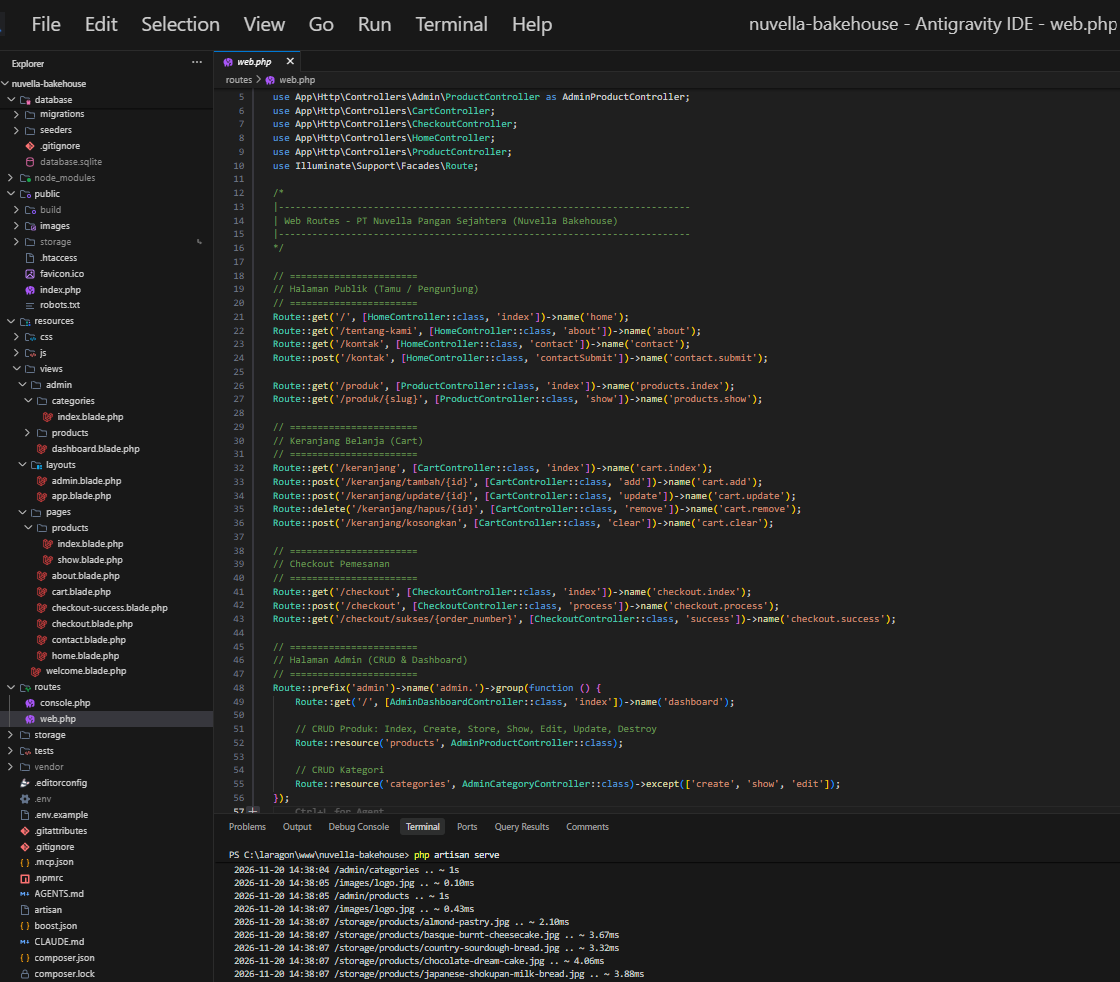 File Edit Selection View Go Run Terminal Help
nuvella-bakehouse - Antigravity IDE - web.php
Explorer
nuvella-bakehouse
database
migrations
seeders
.gitignore
database.sqlite
node_modules
public
build
images
storage
.htaccess
favicon.ico
index.php
robots.txt
resources
css
js
views
admin
categories
index.blade.php
products
dashboard.blade.php
layouts
admin.blade.php
app.blade.php
pages
products
index.blade.php
show.blade.php
about.blade.php
cart.blade.php
checkout-success.blade.php
checkout.blade.php
contact.blade.php
home.blade.php
welcome.blade.php
routes
console.php
web.php
storage
tests
vendor
.editorconfig
.env
.env.example
.gitattributes
.gitignore
.mcp.json
.npmrc
AGENTS.md
artisan
boost.json
CLAUDE.md
composer.json
composer.lock
web.php
routes > web.php
5 use App\Http\Controllers\Admin\ProductController as AdminProductController;
6 use App\Http\Controllers\CartController;
7 use App\Http\Controllers\CheckoutController;
8 use App\Http\Controllers\HomeController;
9 use App\Http\Controllers\ProductController;
10 use Illuminate\Support\Facades\Route;
11
12 /*
13 |--------------------------------------------------------------------------
14 | Web Routes - PT Nuvella Pangan Sejahtera (Nuvella Bakehouse)
15 |--------------------------------------------------------------------------
16 */
17
18 // =======================
19 // Halaman Publik (Tamu / Pengunjung)
20 // =======================
21 Route::get('/', [HomeController::class, 'index'])->name('home');
22 Route::get('/tentang-kami', [HomeController::class, 'about'])->name('about');
23 Route::get('/kontak', [HomeController::class, 'contact'])->name('contact');
24 Route::post('/kontak', [HomeController::class, 'contactSubmit'])->name('contact.submit');
25
26 Route::get('/produk', [ProductController::class, 'index'])->name('products.index');
27 Route::get('/produk/{slug}', [ProductController::class, 'show'])->name('products.show');
28
29 // =======================
30 // Keranjang Belanja (Cart)
31 // =======================
32 Route::get('/keranjang', [CartController::class, 'index'])->name('cart.index');
33 Route::post('/keranjang/tambah/{id}', [CartController::class, 'add'])->name('cart.add');
34 Route::post('/keranjang/update/{id}', [CartController::class, 'update'])->name('cart.update');
35 Route::delete('/keranjang/hapus/{id}', [CartController::class, 'remove'])->name('cart.remove');
36 Route::post('/keranjang/kosongkan', [CartController::class, 'clear'])->name('cart.clear');
37
38 // =======================
39 // Checkout Pemesanan
40 // =======================
41 Route::get('/checkout', [CheckoutController::class, 'index'])->name('checkout.index');
42 Route::post('/checkout', [CheckoutController::class, 'process'])->name('checkout.process');
43 Route::get('/checkout/sukses/{order_number}', [CheckoutController::class, 'success'])->name('checkout.success');
44
45 // =======================
46 // Halaman Admin (CRUD & Dashboard)
47 // =======================
48 Route::prefix('admin')->name('admin.')->group(function () {
49 Route::get('/', [AdminDashboardController::class, 'index'])->name('dashboard');
50
51 // CRUD Produk: Index, Create, Store, Show, Edit, Update, Destroy
52 Route::resource('products', AdminProductController::class);
53
54 // CRUD Kategori
55 Route::resource('categories', AdminCategoryController::class)->except(['create', 'show', 'edit']);
56 });
57 Ctrl+L for Agent
Problems Output Debug Console Terminal Ports Query Results Comments
PS C:\laragon\www\nuvella-bakehouse> php artisan serve
2026-11-20 14:38:04 /admin/categories .. ~ 1s
2026-11-20 14:38:05 /images/logo.jpg .. ~ 0.10ms
2026-11-20 14:38:05 /admin/products .. ~ 1s
2026-11-20 14:38:07 /images/logo.jpg .. ~ 0.43ms
2026-11-20 14:38:07 /storage/products/almond-pastry.jpg .. ~ 2.10ms
2026-11-20 14:38:07 /storage/products/basque-burnt-cheesecake.jpg .. ~ 3.67ms
2026-11-20 14:38:07 /storage/products/country-sourdough-bread.jpg .. ~ 3.32ms
2026-11-20 14:38:07 /storage/products/chocolate-dream-cake.jpg .. ~ 4.06ms
2026-11-20 14:38:07 /storage/products/japanese-shokupan-milk-bread.jpg .. ~ 3.88ms